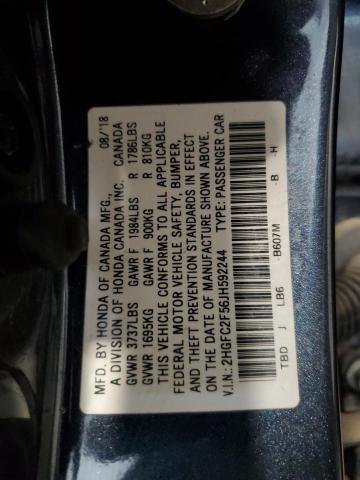 MFD. BY HONDA OF CANADA MFG., 08/'18
A DIVISION OF HONDA CANADA INC. CANADA
GVWR 3737LBS GAWR F 1984LBS R 1786LBS
GVWR 1695KG GAWR F 900KG R 810KG
THIS VEHICLE CONFORMS TO ALL APPLICABLE
FEDERAL MOTOR VEHICLE SAFETY, BUMPER,
AND THEFT PREVENTION STANDARDS IN EFFECT
ON THE DATE OF MANUFACTURE SHOWN ABOVE.
V.I.N.: 2HGFC2F56JH592244 TYPE: PASSENGER CAR
TBD J LB6 -B607M -B -H